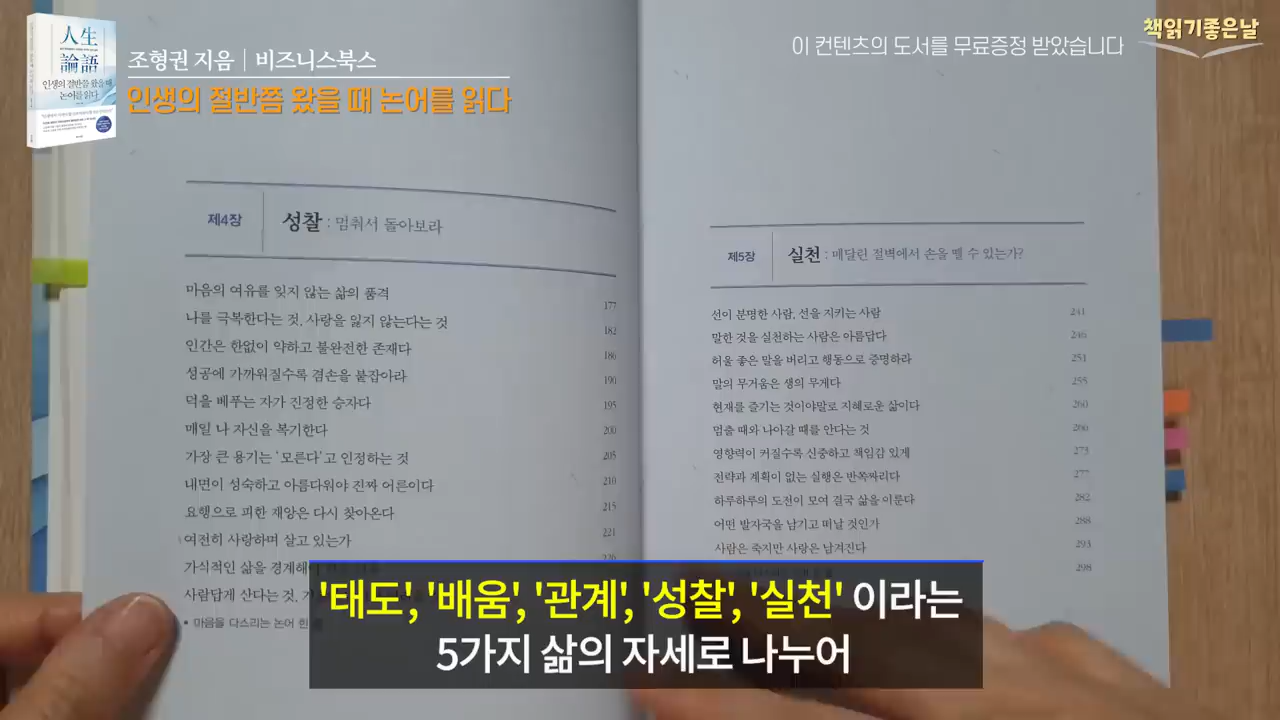 人生
論語
인생의 절반쯤 왔을 때
논어를 읽다
조형권 지음 | 비즈니스북스
인생의 절반쯤 왔을 때 논어를 읽다
이 컨텐츠의 도서를 무료증정 받았습니다
책읽기좋은날
제4장 성찰 : 멈춰서 돌아보라
마음의 여유를 잊지 않는 삶의 품격 177
나를 극복한다는 것, 사랑을 잃지 않는다는 것 182
인간은 한없이 약하고 불완전한 존재다 186
성공에 가까워질수록 겸손을 붙잡아라 190
덕을 베푸는 자가 진정한 승자다 195
매일 나 자신을 복기한다 200
가장 큰 용기는 '모른다'고 인정하는 것 205
내면이 성숙하고 아름다워야 진짜 어른이다 210
요행으로 피한 재앙은 다시 찾아온다 215
여전히 사랑하며 살고 있는가 221
가식적인 삶을 경계해
사람답게 산다는 것,
• 마음을 다스리는 논어 한
제5장 실천 : 매달린 절벽에서 손을 뗄 수 있는가?
선이 분명한 사람, 선을 지키는 사람 241
말한 것을 실천하는 사람은 아름답다 246
허울 좋은 말을 버리고 행동으로 증명하라 251
말의 무거움은 생의 무게다 255
현재를 즐기는 것이야말로 지혜로운 삶이다 260
멈출 때와 나아갈 때를 안다는 것 266
영향력이 커질수록 신중하고 책임감 있게 273
전략과 계획이 없는 실행은 반쪽짜리다 277
하루하루의 도전이 모여 결국 삶을 이룬다 282
어떤 발자국을 남기고 떠날 것인가 288
사람은 죽지만 사랑은 남겨진다 293
298
'태도', '배움', '관계', '성찰', '실천' 이라는
5가지 삶의 자세로 나누어